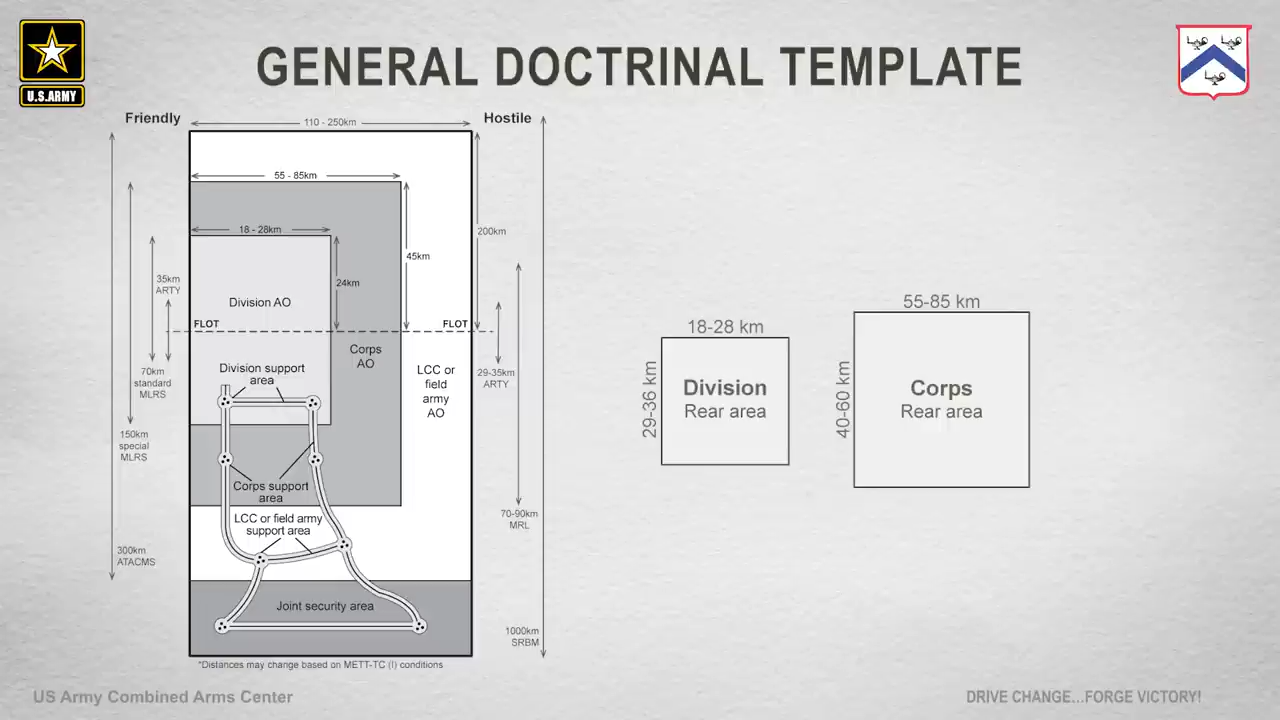 GENERAL DOCTRINAL TEMPLATE
U.S.ARMY
Friendly
110 - 250km
Hostile
55 - 85km
18 - 28km
200km
45km
35km
ARTY
24km
Division AO
FLOT
FLOT
Corps
AO
70km
standard
MLRS
Division support
area
LCC or
field
army
AO
29-35km
ARTY
150km
special
MLRS
Corps support
area
LCC or field army
support area
70-90km
MRL
300km
ATACMS
Joint security area
1000km
SRBM
*Distances may change based on METT-TC (I) conditions
18-28 km
29-36 km
Division
Rear area
55-85 km
40-60 km
Corps
Rear area
US Army Combined Arms Center
DRIVE CHANGE...FORGE VICTORY!